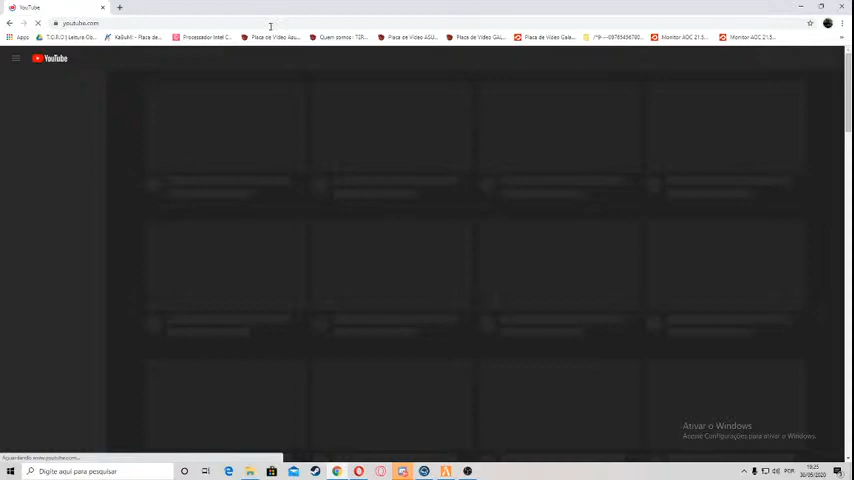 YouTube
youtube.com
Apps
T.O.R.O | Leitura Ob...
KaBuM! - Placa de...
Processador Intel C...
Placa de Vídeo Asu...
Quem somos | TER...
Placa de Vídeo ASU...
Placa de Vídeo GAL...
Placa de Vídeo Gala...
Monitor AOC 21.5...
Monitor AOC 21.5...
YouTube
Ativar o Windows
Acesse Configurações para ativar o Windows.
Aguardando www.youtube.com...
Digite aqui para pesquisar
POR
19:25
30/05/2020